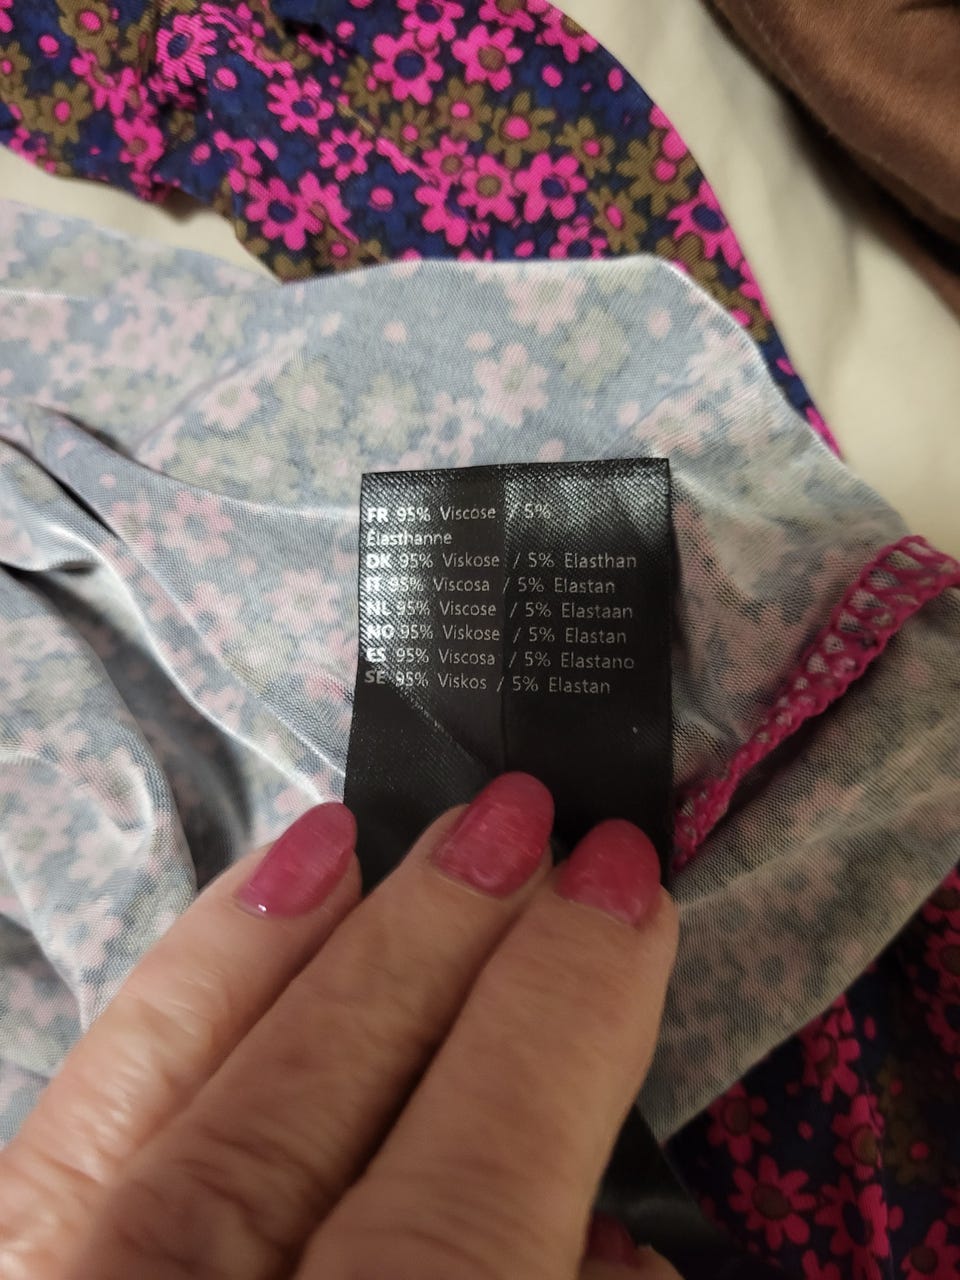 FR 95% Viscose / 5%
Élasthanne
DK 95% Viskose / 5% Elasthan
IT 95% Viscosa / 5% Elastan
NL 95% Viscose / 5% Elastaan
NO 95% Viskose / 5% Elastan
ES 95% Viscosa / 5% Elastano
SE 95% Viskos / 5% Elastan